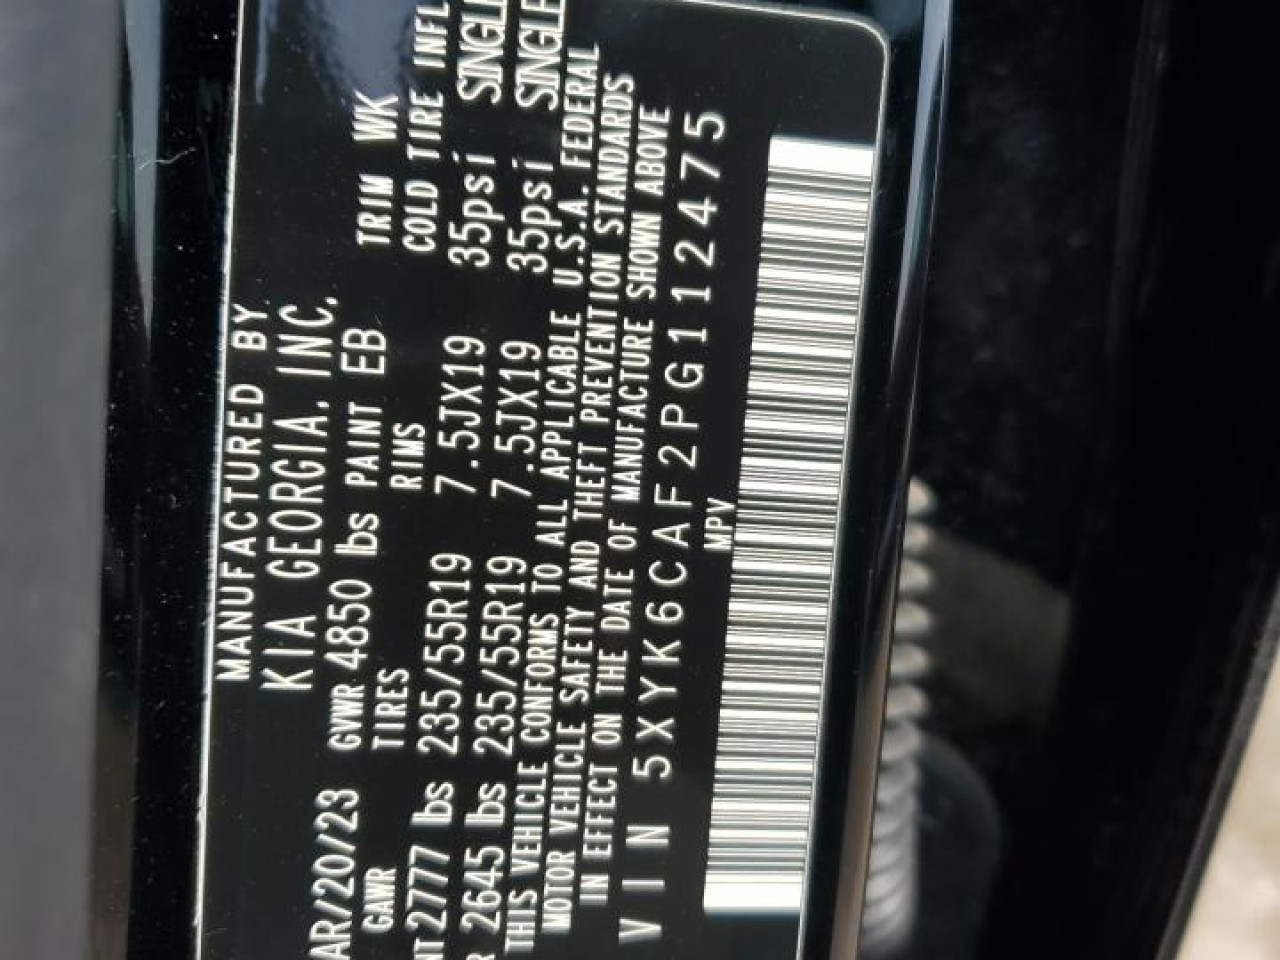 MANUFACTURED BY
KIA GEORGIA, INC.
AR/20/23 GVWR 4850 lbs PAINT EB TRIM WK
GAWR TIRES RIMS COLD TIRE INFL
NT 2777 lbs 235/55R19 7.5JX19 35psi SINGLE
R 2645 lbs 235/55R19 7.5JX19 35psi SINGLE
THIS VEHICLE CONFORMS TO ALL APPLICABLE U.S.A. FEDERAL
MOTOR VEHICLE SAFETY AND THEFT PREVENTION STANDARDS
IN EFFECT ON THE DATE OF MANUFACTURE SHOWN ABOVE
VIN 5XYK6CAF2PG112475
MPV